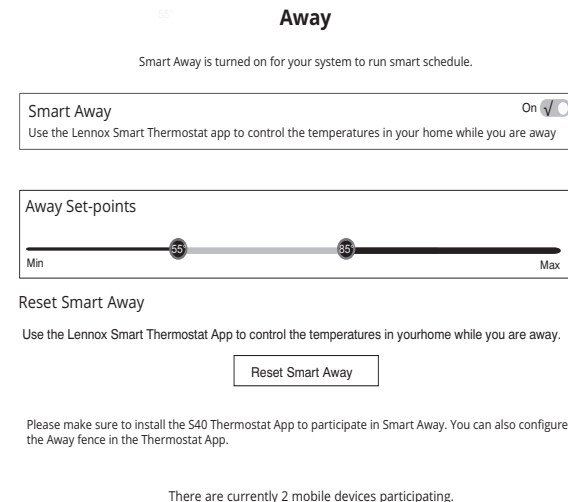 55°
Away
Smart Away is turned on for your system to run smart schedule.
Smart Away
On √
Use the Lennox Smart Thermostat app to control the temperatures in your home while you are away
Away Set-points
55° 85°
Min Max
Reset Smart Away
Use the Lennox Smart Thermostat App to control the temperatures in yourhome while you are away.
Reset Smart Away
Please make sure to install the S40 Thermostat App to participate in Smart Away. You can also configure
the Away fence in the Thermostat App.
There are currently 2 mobile devices participating.